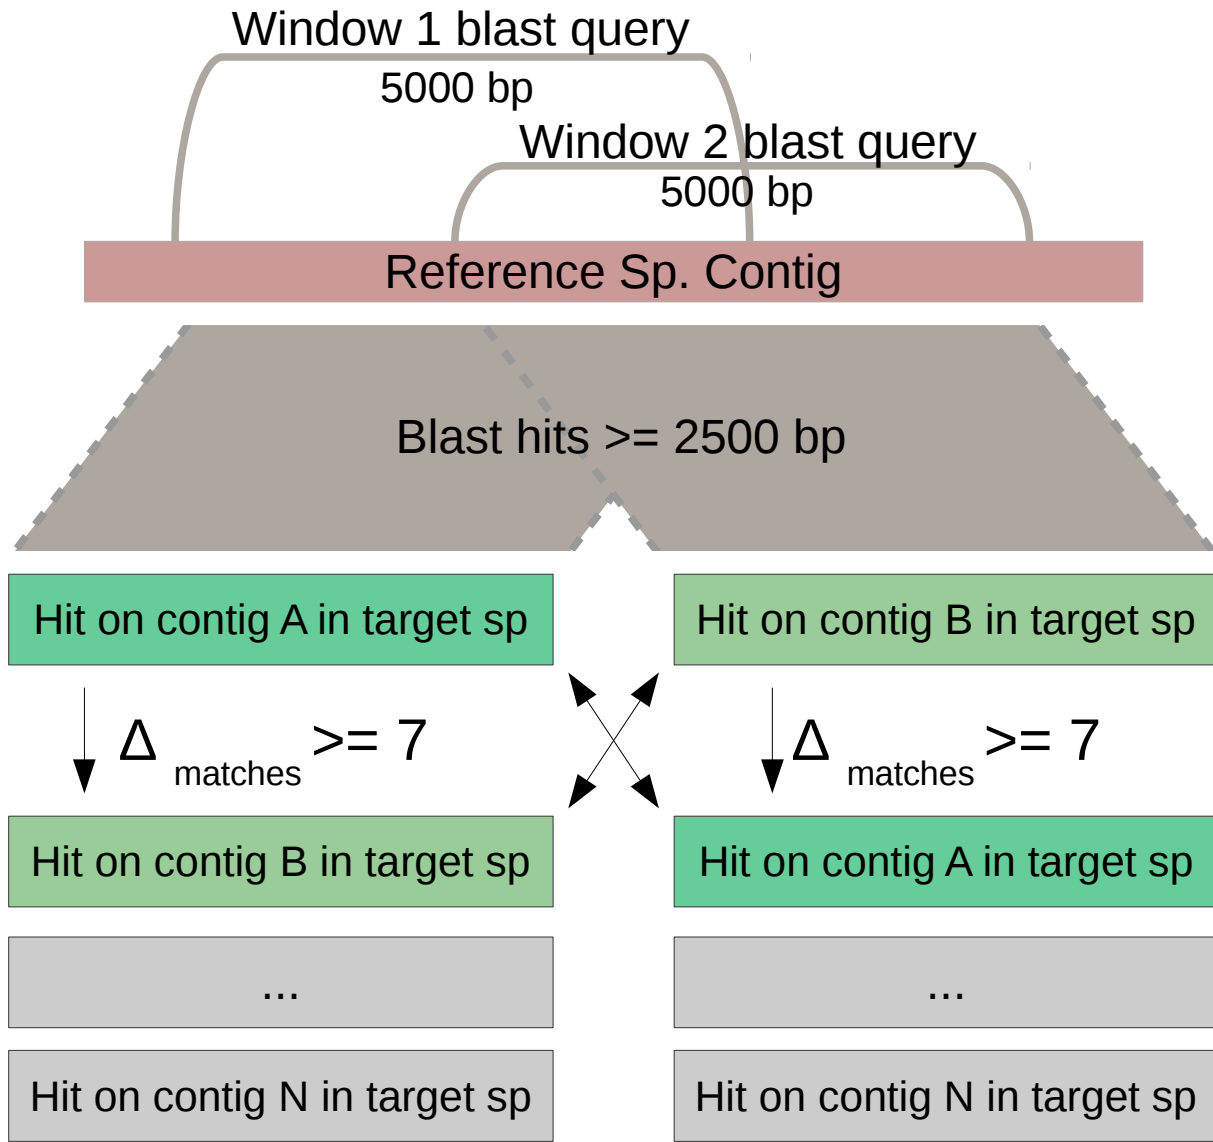 Window 1 blast query
5000 bp
Window 2 blast query
5000 bp
Reference Sp. Contig
Blast hits >= 2500 bp
Hit on contig A in target sp
Hit on contig B in target sp
Δ matches >= 7
Δ matches >= 7
Hit on contig B in target sp
Hit on contig A in target sp
...
...
Hit on contig N in target sp
Hit on contig N in target sp